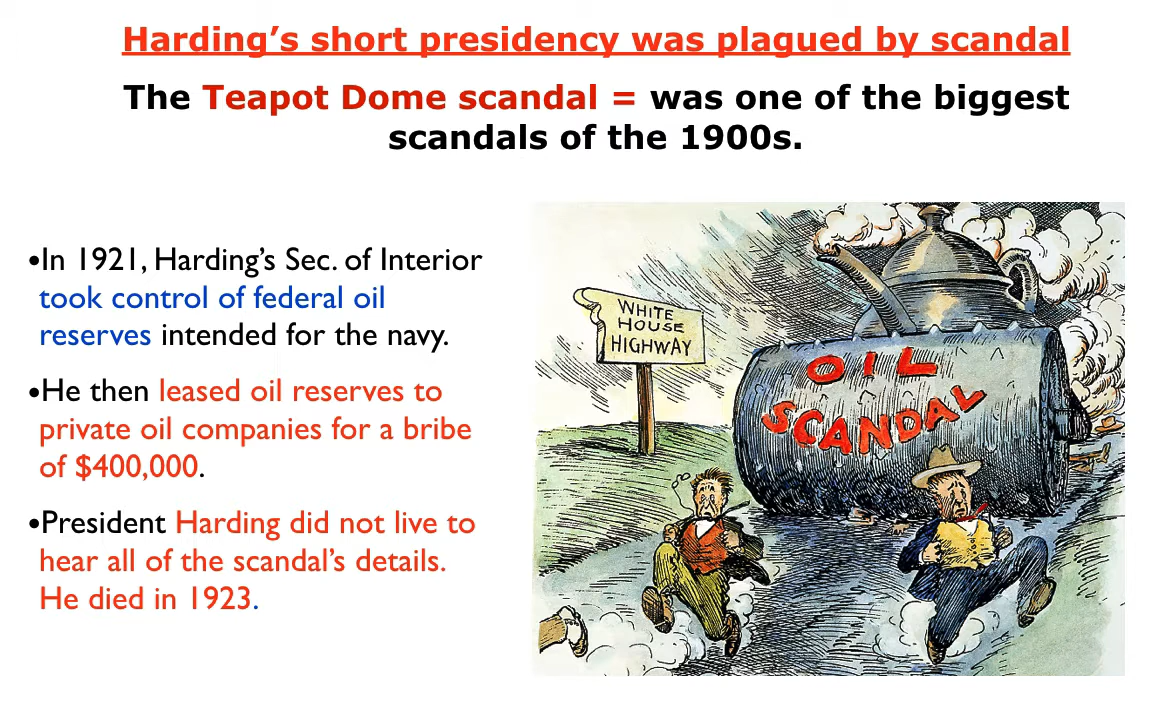 Harding’s short presidency was plagued by scandal
The Teapot Dome scandal = was one of the biggest
scandals of the 1900s.
•In 1921, Harding’s Sec. of Interior
took control of federal oil
reserves intended for the navy.
•He then leased oil reserves to
private oil companies for a bribe
of $400,000.
•President Harding did not live to
hear all of the scandal’s details.
He died in 1923.
WHITE
HOUSE
HIGHWAY
OIL
SCANDAL